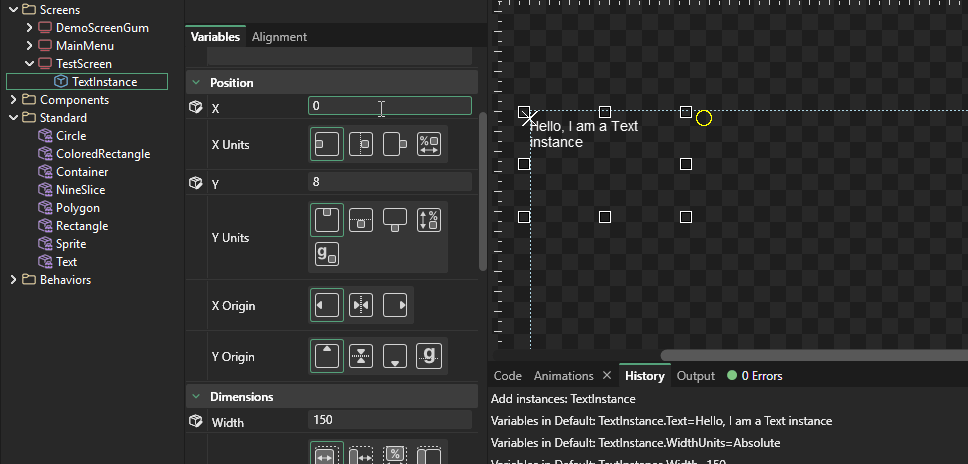 Screens
DemoScreenGum
MainMenu
TestScreen
TextInstance
Components
Standard
Circle
ColoredRectangle
Container
NineSlice
Polygon
Rectangle
Sprite
Text
Behaviors
Variables Alignment
Position
X 0
X Units %
Y 8
Y Units %
g
X Origin
Y Origin g
Dimensions
Width 150
%
Hello, I am a Text
instance
Code Animations × History Output 0 Errors
Add instances: TextInstance
Variables in Default: TextInstance.Text=Hello, I am a Text instance
Variables in Default: TextInstance.WidthUnits=Absolute
Variables in Default: TextInstance.Width=150